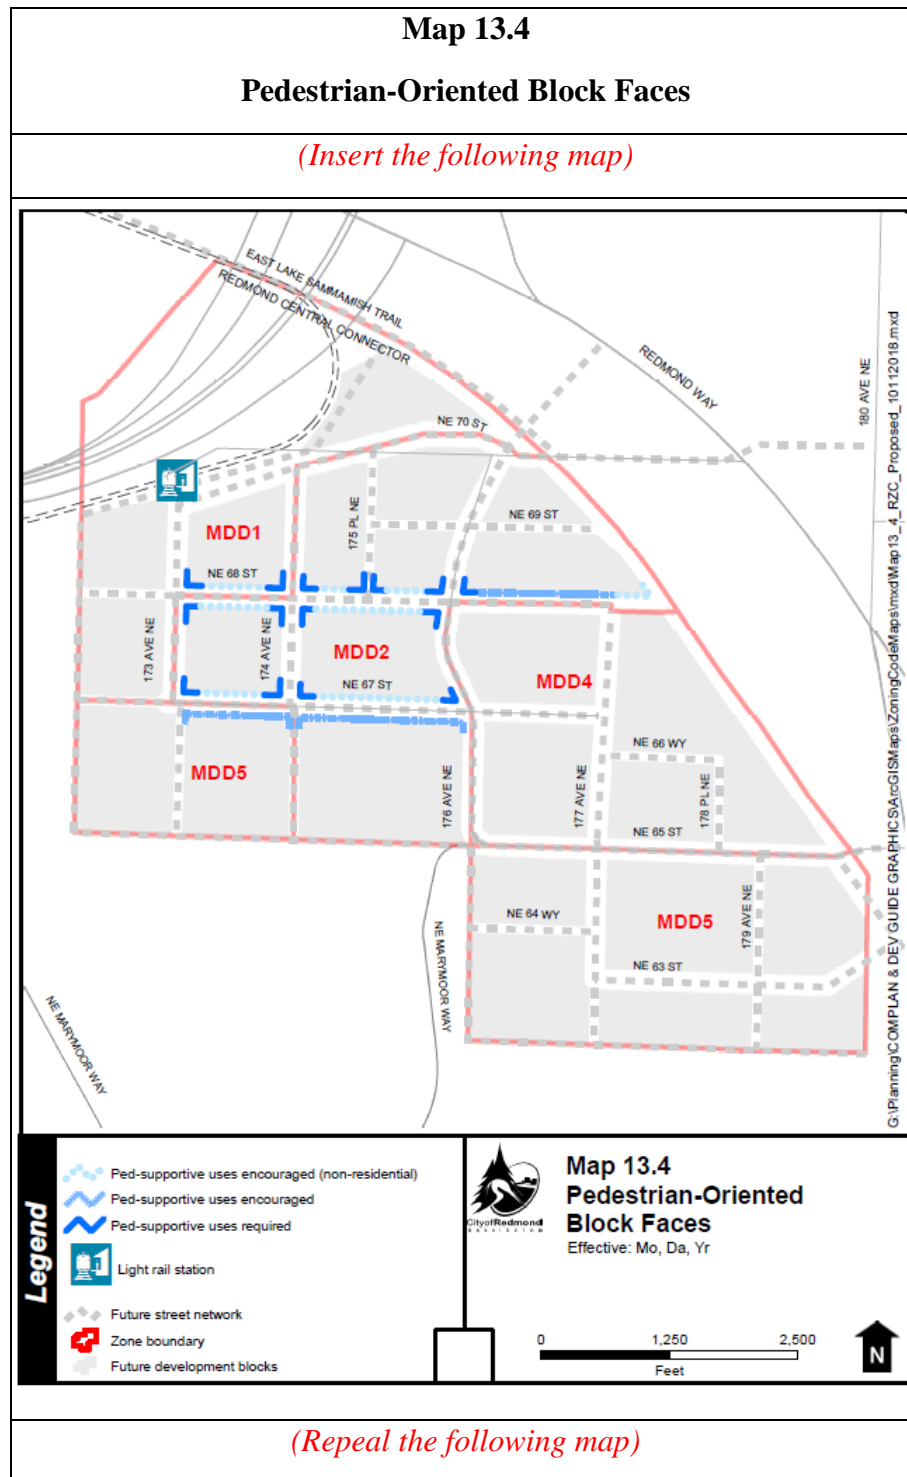 Map 13.4
Pedestrian-Oriented Block Faces
(Insert the following map)
EAST LAKE SAMMAMISH TRAIL
REDMOND CENTRAL CONNECTOR
REDMOND WAY
180 AVE NE
NE 70 ST
175 PL NE
NE 69 ST
MDD1
NE 68 ST
173 AVE NE
174 AVE NE
MDD2
NE 67 ST
MDD4
MDD5
176 AVE NE
177 AVE NE
NE 66 WY
178 PL NE
NE 65 ST
NE 64 WY
MDD5
179 AVE NE
NE 63 ST
NE MARYMOOR WAY
NE MARYMOOR WAY
G:\Planning\COMPLAN & DEV GUIDE GRAPHICS\ArcGISMaps\ZoningCodeMaps\mxd\Map13_4_RZC_Proposed_10112018.mxd
Legend
Ped-supportive uses encouraged (non-residential)
Ped-supportive uses encouraged
Ped-supportive uses required
Light rail station
Future street network
Zone boundary
Future development blocks
City of Redmond
WASHINGTON
Map 13.4
Pedestrian-Oriented
Block Faces
Effective: Mo, Da, Yr
0 1,250 2,500
Feet
N
(Repeal the following map)